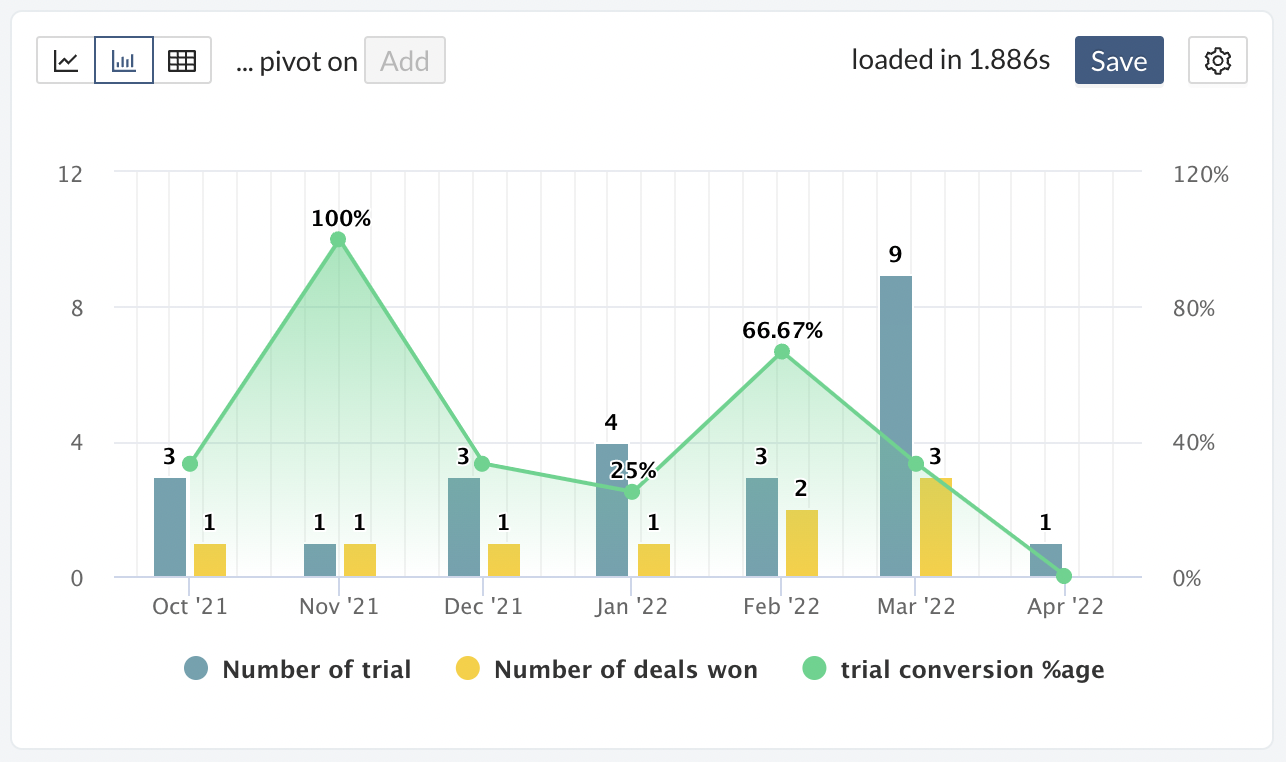 ... pivot on Add loaded in 1.886s Save
12 120%
100%
9
8 80%
66.67%
4
4 40%
3 3 25% 3 3
2
1 1 1 1 1 1
0 0%
Oct '21 Nov '21 Dec '21 Jan '22 Feb '22 Mar '22 Apr '22
Number of trial Number of deals won trial conversion %age